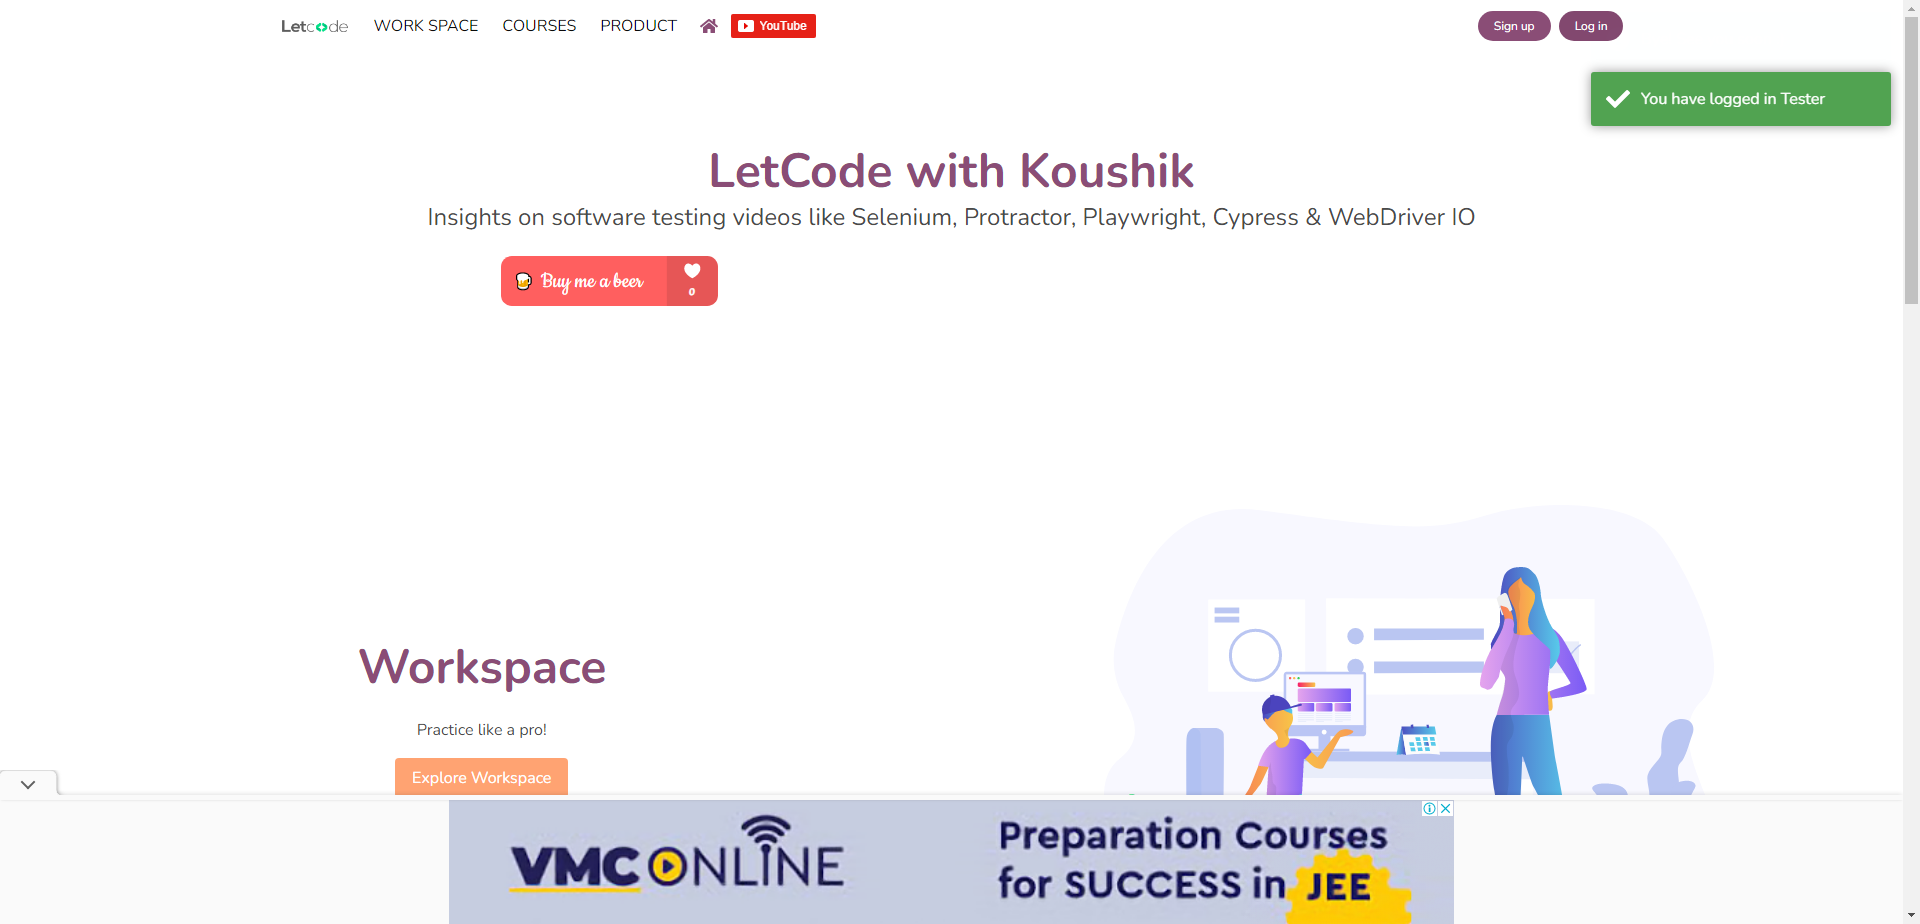 Letcode WORK SPACE COURSES PRODUCT YouTube Sign up Log in
You have logged in Tester
LetCode with Koushik
Insights on software testing videos like Selenium, Protractor, Playwright, Cypress & WebDriver IO
Buy me a beer 0
Workspace
Practice like a pro!
Explore Workspace
VMC ONLINE
Preparation Courses
for SUCCESS in JEE